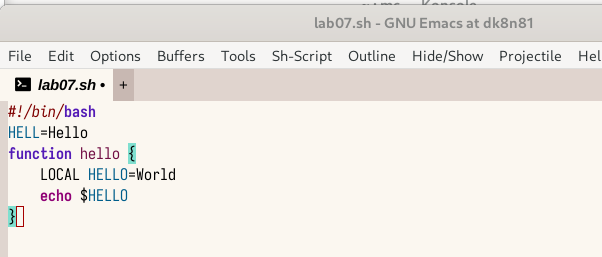 lab07.sh - GNU Emacs at dk8n81
File Edit Options Buffers Tools Sh-Script Outline Hide/Show Projectile Hel
lab07.sh • +
#!/bin/bash
HELL=Hello
function hello {
    LOCAL HELLO=World
    echo $HELLO
}